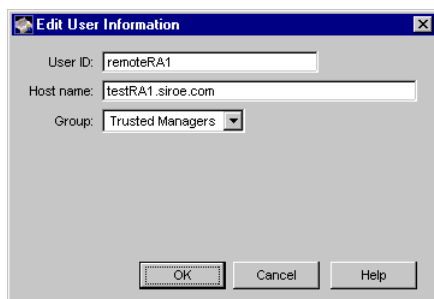 Edit User Information
User ID: remoteRA1
Host name: testRA1.siroe.com
Group: Trusted Managers
OK Cancel Help